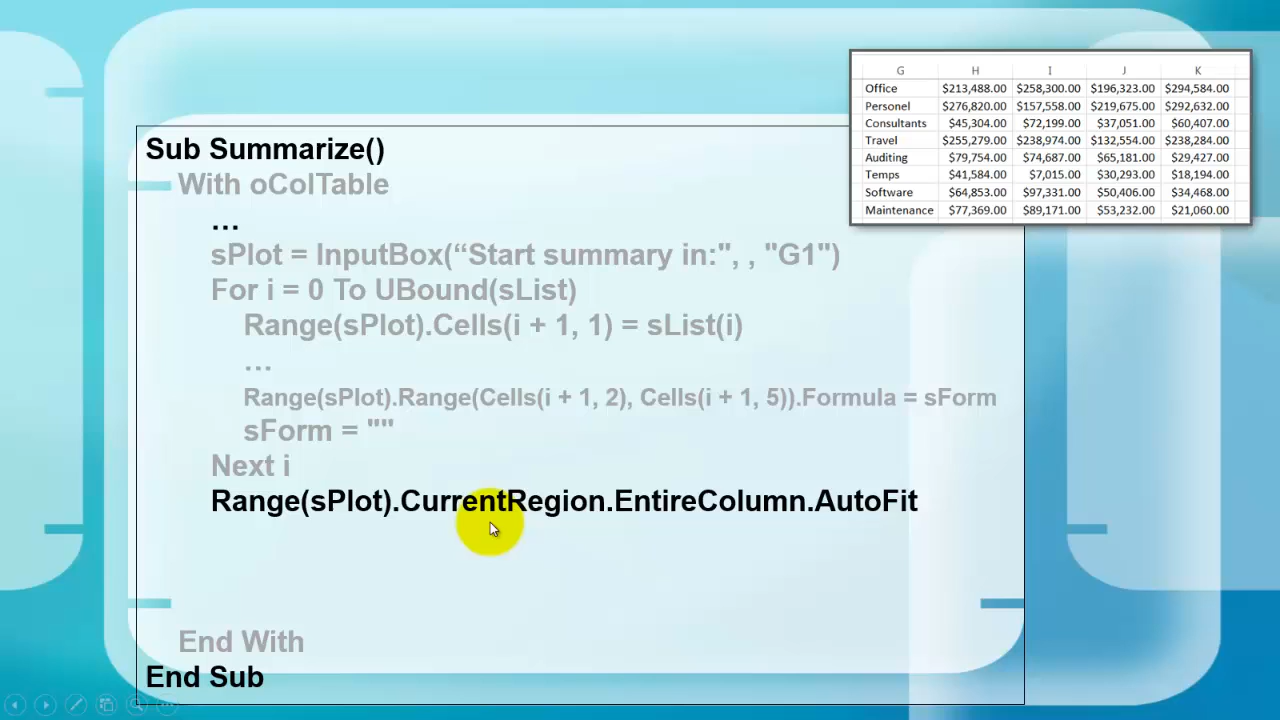 Sub Summarize()
With oColTable
...
sPlot = InputBox(“Start summary in:", , "G1")
For i = 0 To UBound(sList)
Range(sPlot).Cells(i + 1, 1) = sList(i)
...
Range(sPlot).Range(Cells(i + 1, 2), Cells(i + 1, 5)).Formula = sForm
sForm = ""
Next i
Range(sPlot).CurrentRegion.EntireColumn.AutoFit
End With
End Sub
G H I J K
Office $213,488.00 $258,300.00 $196,323.00 $294,584.00
Personel $276,820.00 $157,558.00 $219,675.00 $292,632.00
Consultants $45,304.00 $72,199.00 $37,051.00 $60,407.00
Travel $255,279.00 $238,974.00 $132,554.00 $238,284.00
Auditing $79,754.00 $74,687.00 $65,181.00 $29,427.00
Temps $41,584.00 $7,015.00 $30,293.00 $18,194.00
Software $64,853.00 $97,331.00 $50,406.00 $34,468.00
Maintenance $77,369.00 $89,171.00 $53,232.00 $21,060.00